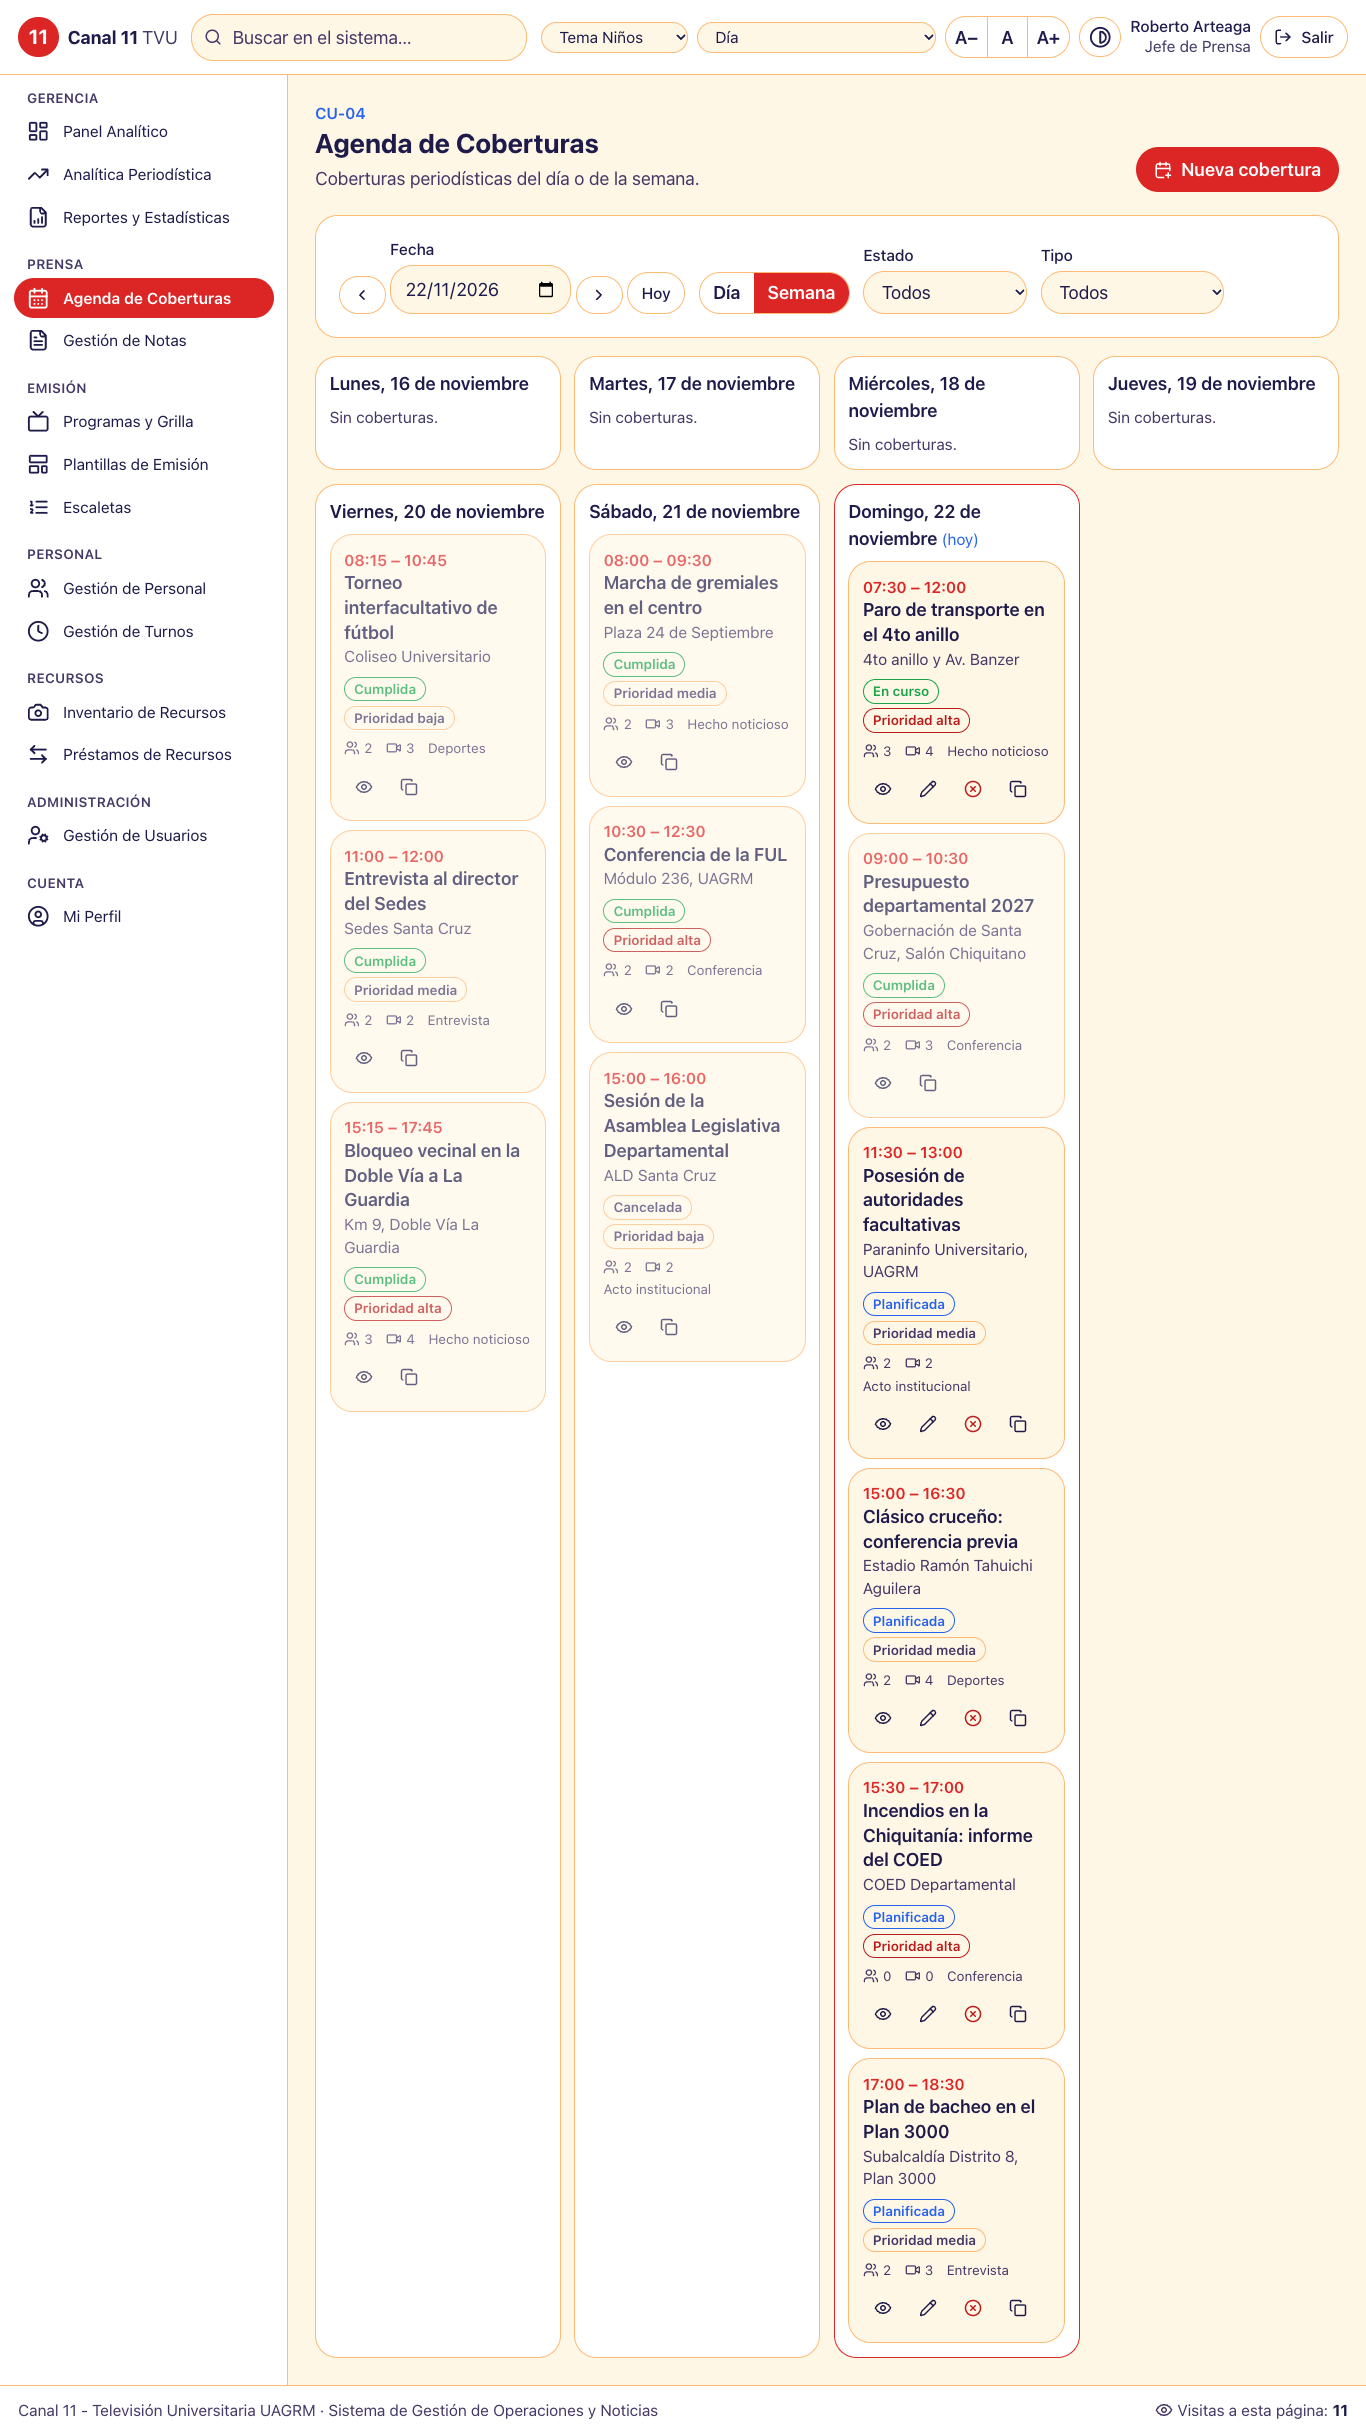 11 Canal 11 TVU
Buscar en el sistema...
Tema Niños
Día
A− A A+
Roberto Arteaga
Jefe de Prensa
Salir
GERENCIA
Panel Analítico
Analítica Periodística
Reportes y Estadísticas
PRENSA
Agenda de Coberturas
Gestión de Notas
EMISIÓN
Programas y Grilla
Plantillas de Emisión
Escaletas
PERSONAL
Gestión de Personal
Gestión de Turnos
RECURSOS
Inventario de Recursos
Préstamos de Recursos
ADMINISTRACIÓN
Gestión de Usuarios
CUENTA
Mi Perfil
CU-04
Agenda de Coberturas
Coberturas periodísticas del día o de la semana.
Nueva cobertura
Fecha
22/11/2026
Hoy
Día Semana
Estado
Todos
Tipo
Todos
Lunes, 16 de noviembre
Sin coberturas.
Martes, 17 de noviembre
Sin coberturas.
Miércoles, 18 de
noviembre
Sin coberturas.
Jueves, 19 de noviembre
Sin coberturas.
Viernes, 20 de noviembre
08:15 – 10:45
Torneo
interfacultativo de
fútbol
Coliseo Universitario
Cumplida
Prioridad baja
2 3 Deportes
11:00 – 12:00
Entrevista al director
del Sedes
Sedes Santa Cruz
Cumplida
Prioridad media
2 2 Entrevista
15:15 – 17:45
Bloqueo vecinal en la
Doble Vía a La
Guardia
Km 9, Doble Vía La
Guardia
Cumplida
Prioridad alta
3 4 Hecho noticioso
Sábado, 21 de noviembre
08:00 – 09:30
Marcha de gremiales
en el centro
Plaza 24 de Septiembre
Cumplida
Prioridad media
2 3 Hecho noticioso
10:30 – 12:30
Conferencia de la FUL
Módulo 236, UAGRM
Cumplida
Prioridad alta
2 2 Conferencia
15:00 – 16:00
Sesión de la
Asamblea Legislativa
Departamental
ALD Santa Cruz
Cancelada
Prioridad baja
2 2
Acto institucional
Domingo, 22 de
noviembre (hoy)
07:30 – 12:00
Paro de transporte en
el 4to anillo
4to anillo y Av. Banzer
En curso
Prioridad alta
3 4 Hecho noticioso
09:00 – 10:30
Presupuesto
departamental 2027
Gobernación de Santa
Cruz, Salón Chiquitano
Cumplida
Prioridad alta
2 3 Conferencia
11:30 – 13:00
Posesión de
autoridades
facultativas
Paraninfo Universitario,
UAGRM
Planificada
Prioridad media
2 2
Acto institucional
15:00 – 16:30
Clásico cruceño:
conferencia previa
Estadio Ramón Tahuichi
Aguilera
Planificada
Prioridad media
2 4 Deportes
15:30 – 17:00
Incendios en la
Chiquitanía: informe
del COED
COED Departamental
Planificada
Prioridad alta
0 0 Conferencia
17:00 – 18:30
Plan de bacheo en el
Plan 3000
Subalcaldía Distrito 8,
Plan 3000
Planificada
Prioridad media
2 3 Entrevista
Canal 11 - Televisión Universitaria UAGRM · Sistema de Gestión de Operaciones y Noticias
Visitas a esta página: 11